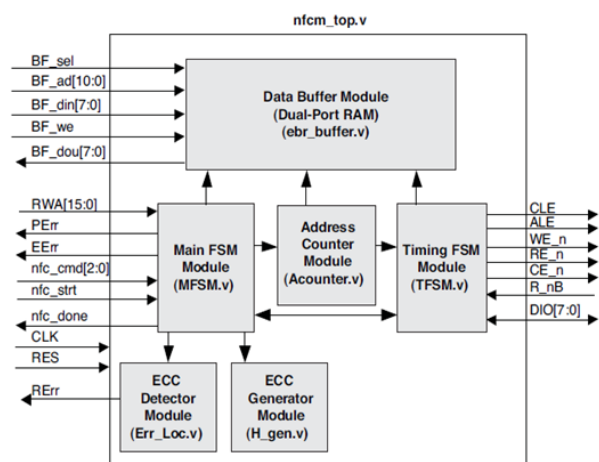 nfcm_top.v
BF_sel
BF_ad[10:0]
BF_din[7:0]
BF_we
BF_dou[7:0]
Data Buffer Module
(Dual-Port RAM)
(ebr_buffer.v)
RWA[15:0]
PErr
EErr
nfc_cmd[2:0]
nfc_strt
nfc_done
CLK
RES
RErr
Main FSM
Module
(MFSM.v)
Address
Counter
Module
(Acounter.v)
Timing FSM
Module
(TFSM.v)
CLE
ALE
WE_n
RE_n
CE_n
R_nB
DIO[7:0]
ECC
Detector
Module
(Err_Loc.v)
ECC
Generator
Module
(H_gen.v)